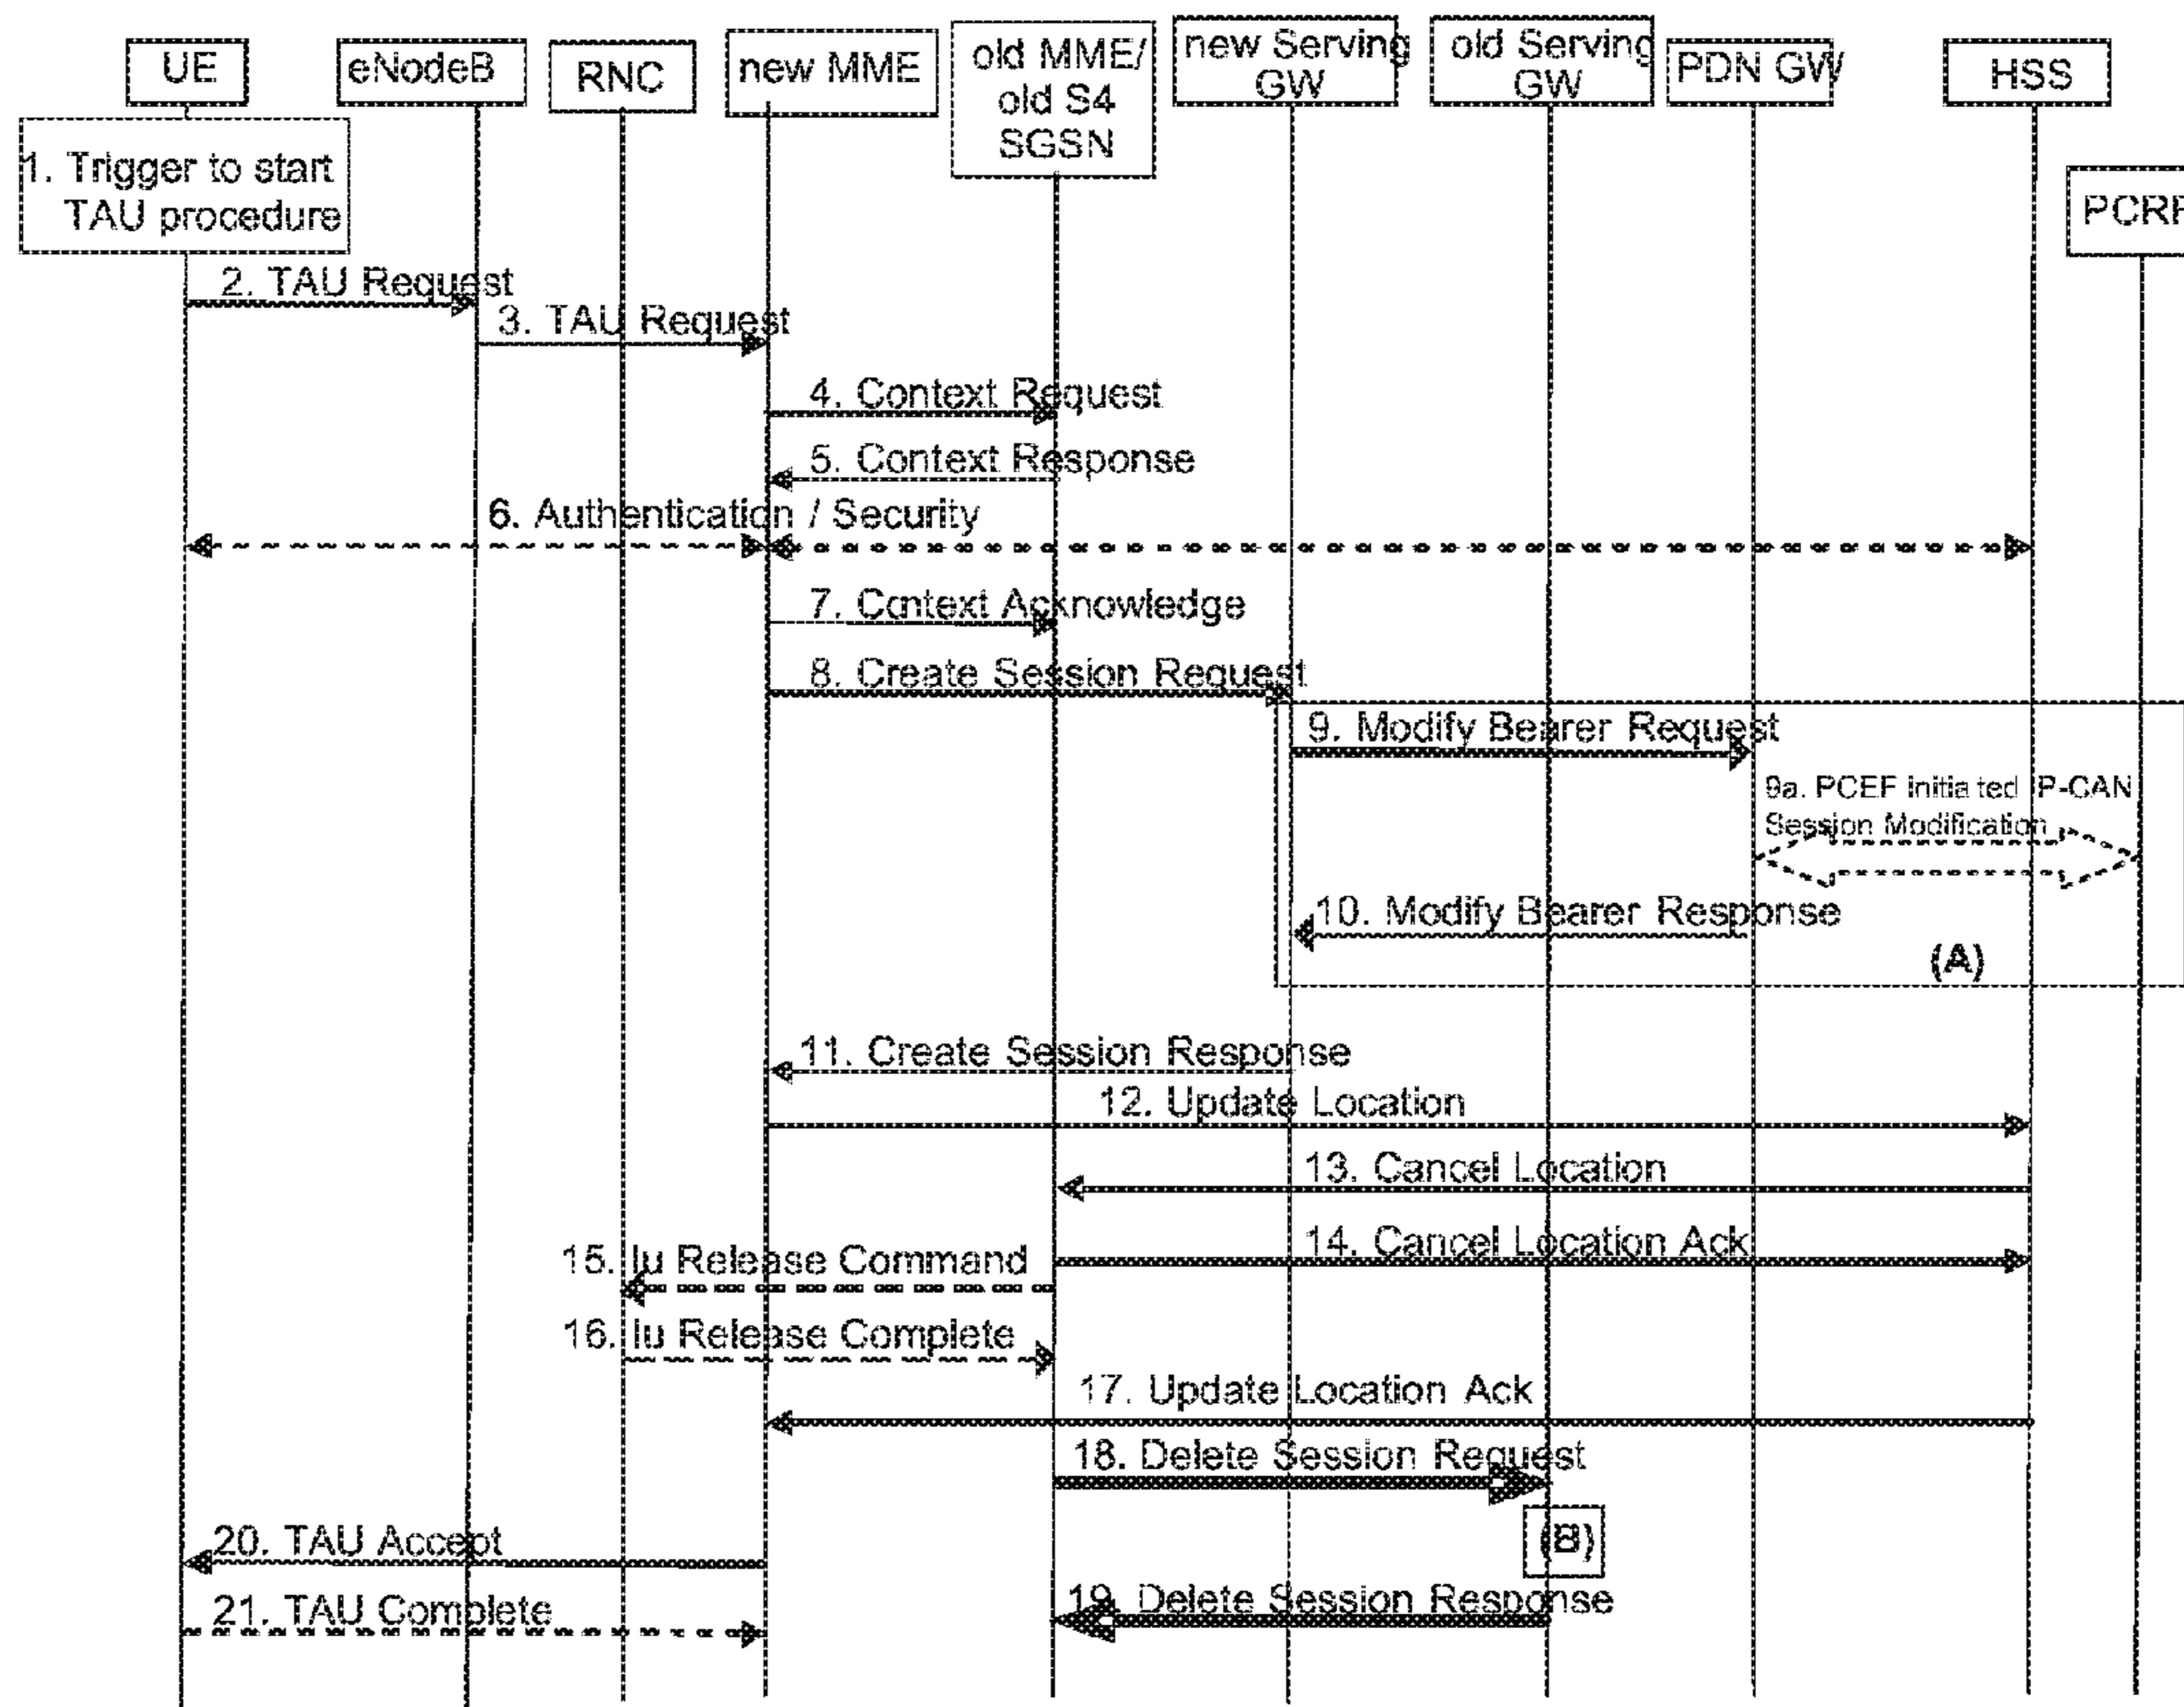 UE
eNodeB
RNC
new MME
old MME/
old S4
SGSN
new Serving
GW
old Serving
GW
PDN GW
HSS
PCRF
1. Trigger to start
TAU procedure
2. TAU Request
3. TAU Request
4. Context Request
5. Context Response
6. Authentication / Security
7. Context Acknowledge
8. Create Session Request
9. Modify Bearer Request
9a. PCEF Initiated IP-CAN
Session Modification
10. Modify Bearer Response
(A)
11. Create Session Response
12. Update Location
13. Cancel Location
14. Cancel Location Ack
15. Iu Release Command
16. Iu Release Complete
17. Update Location Ack
18. Delete Session Request
(B)
20. TAU Accept
19. Delete Session Response
21. TAU Complete